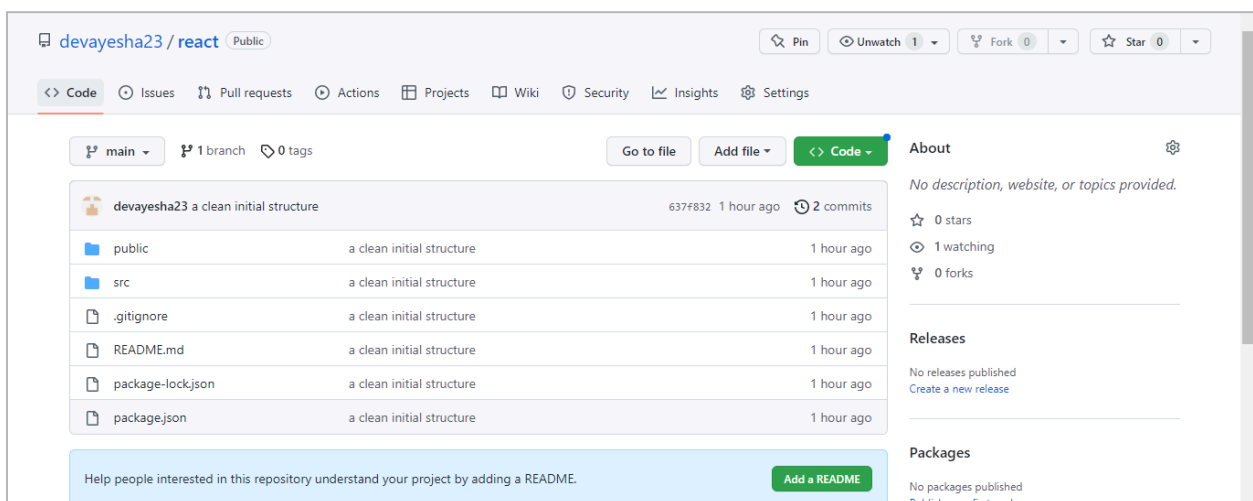 devayesha23 / react Public
Pin Unwatch 1 Fork 0 Star 0
Code Issues Pull requests Actions Projects Wiki Security Insights Settings
main 1 branch 0 tags Go to file Add file Code
devayesha23 a clean initial structure 637f832 1 hour ago 2 commits
public a clean initial structure 1 hour ago
src a clean initial structure 1 hour ago
.gitignore a clean initial structure 1 hour ago
README.md a clean initial structure 1 hour ago
package-lock.json a clean initial structure 1 hour ago
package.json a clean initial structure 1 hour ago
Help people interested in this repository understand your project by adding a README. Add a README
About
No description, website, or topics provided.
0 stars
1 watching
0 forks
Releases
No releases published
Create a new release
Packages
No packages published